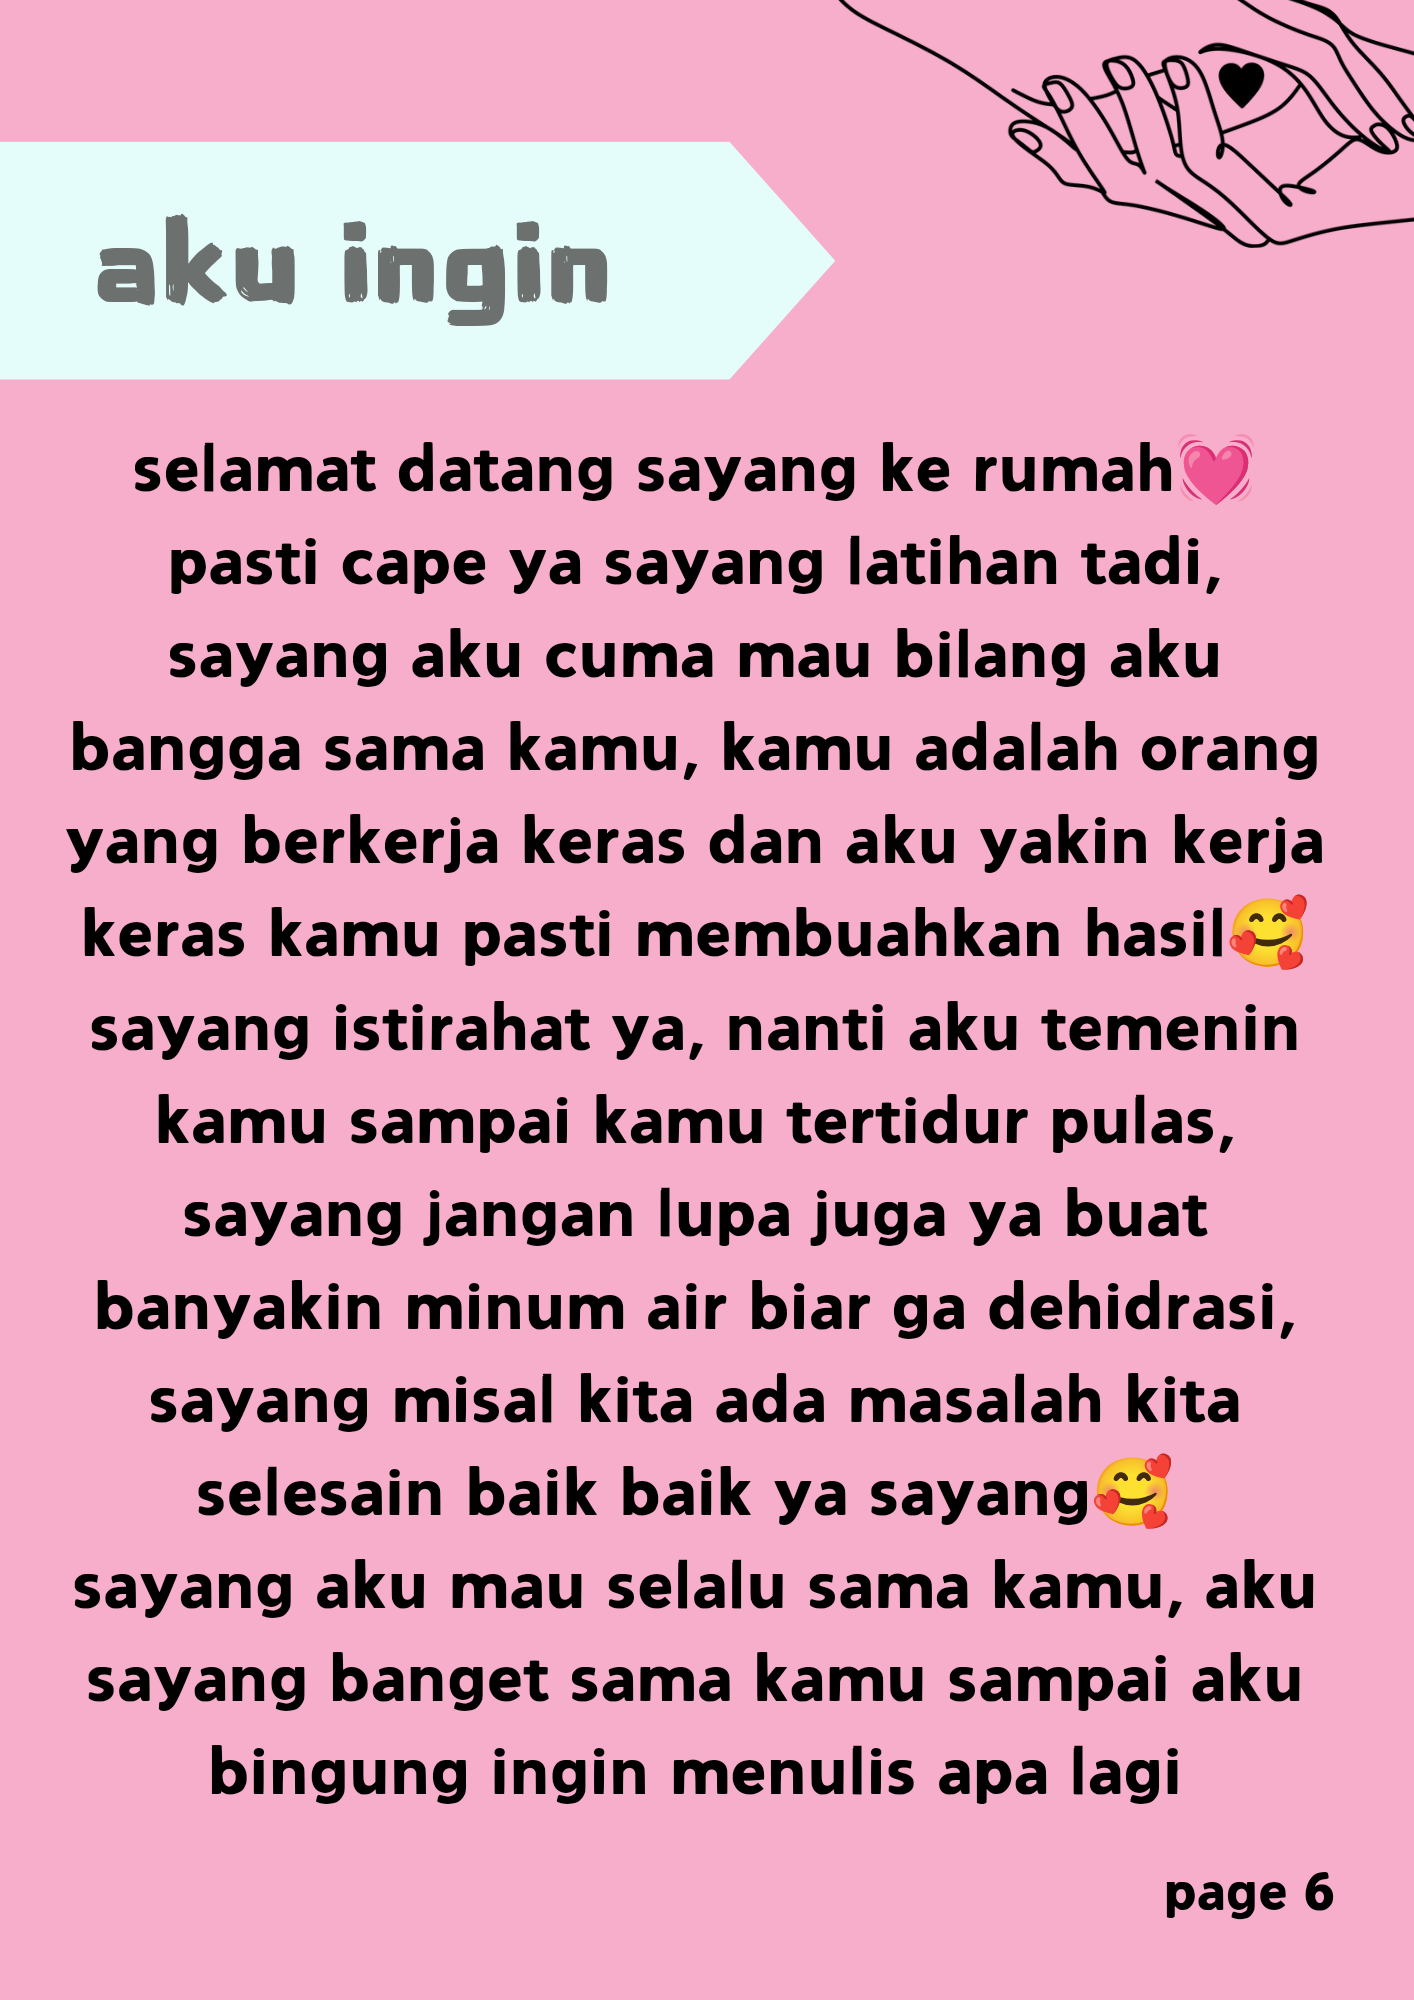 aku ingin
selamat datang sayang ke rumah💓
pasti cape ya sayang latihan tadi,
sayang aku cuma mau bilang aku
bangga sama kamu, kamu adalah orang
yang berkerja keras dan aku yakin kerja
keras kamu pasti membuahkan hasil🥰
sayang istirahat ya, nanti aku temenin
kamu sampai kamu tertidur pulas,
sayang jangan lupa juga ya buat
banyakin minum air biar ga dehidrasi,
sayang misal kita ada masalah kita
selesain baik baik ya sayang🥰
sayang aku mau selalu sama kamu, aku
sayang banget sama kamu sampai aku
bingung ingin menulis apa lagi
page 6